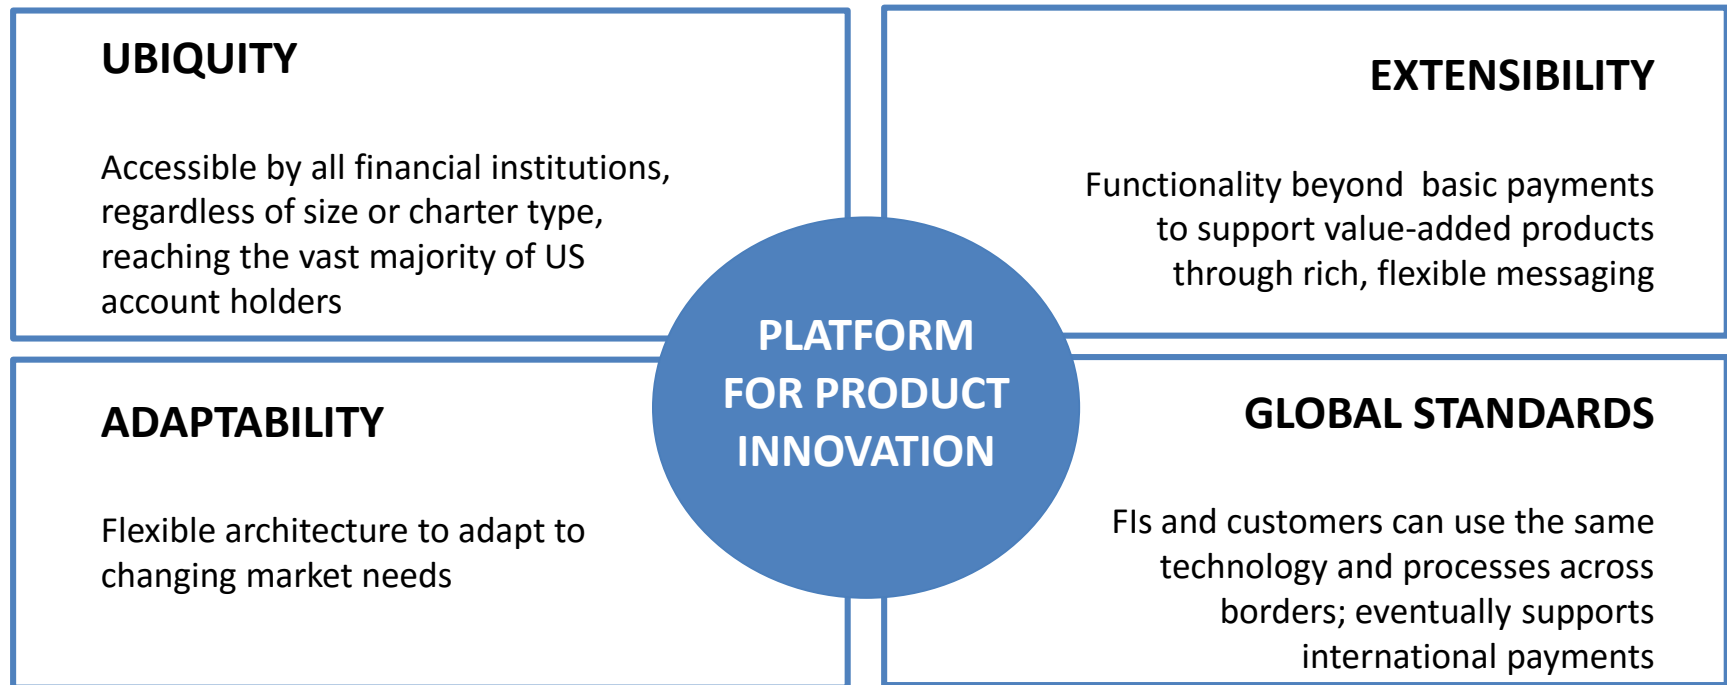 UBIQUITY
Accessible by all financial institutions,
regardless of size or charter type,
reaching the vast majority of US
account holders
EXTENSIBILITY
Functionality beyond  basic payments
to support value-added products
through rich, flexible messaging
PLATFORM
FOR PRODUCT
INNOVATION
ADAPTABILITY
Flexible architecture to adapt to
changing market needs
GLOBAL STANDARDS
FIs and customers can use the same
technology and processes across
borders; eventually supports
international payments